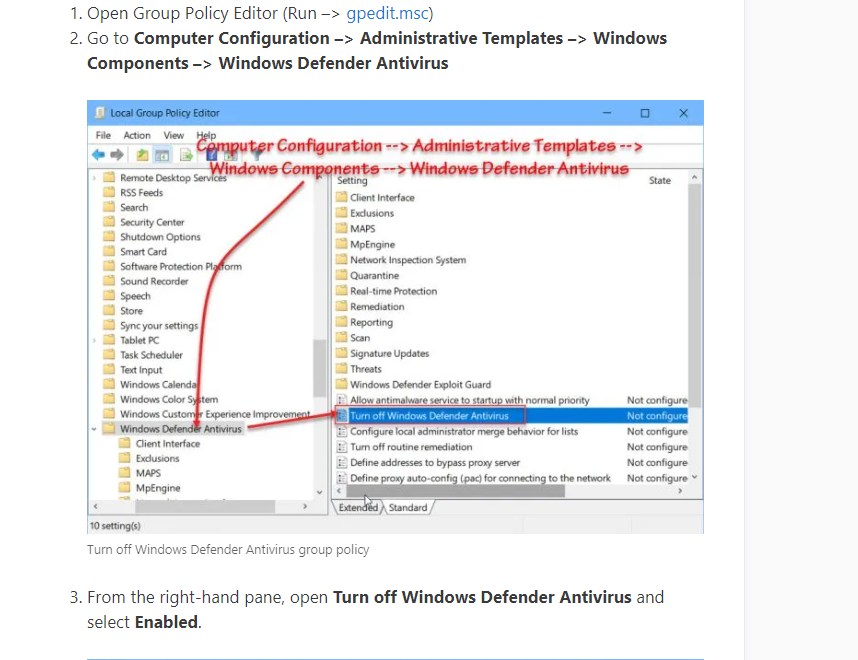 1. Open Group Policy Editor (Run –> gpedit.msc)
2. Go to Computer Configuration –> Administrative Templates –> Windows
Components –> Windows Defender Antivirus
Local Group Policy Editor
File Action View Help
Computer Configuration --> Administrative Templates -->
Windows Components --> Windows Defender Antivirus
Remote Desktop Services
RSS Feeds
Search
Security Center
Shutdown Options
Smart Card
Software Protection Platform
Sound Recorder
Speech
Store
Sync your settings
Tablet PC
Task Scheduler
Text Input
Windows Calendar
Windows Color System
Windows Customer Experience Improvement
Windows Defender Antivirus
Client Interface
Exclusions
MAPS
MpEngine
Setting State
Client Interface
Exclusions
MAPS
MpEngine
Network Inspection System
Quarantine
Real-time Protection
Remediation
Reporting
Scan
Signature Updates
Threats
Windows Defender Exploit Guard
Allow antimalware service to startup with normal priority Not configure
Turn off Windows Defender Antivirus Not configure
Configure local administrator merge behavior for lists Not configure
Turn off routine remediation Not configure
Define addresses to bypass proxy server Not configure
Define proxy auto-config (.pac) for connecting to the network Not configure
Extended Standard
10 setting(s)
Turn off Windows Defender Antivirus group policy
3. From the right-hand pane, open Turn off Windows Defender Antivirus and
select Enabled.